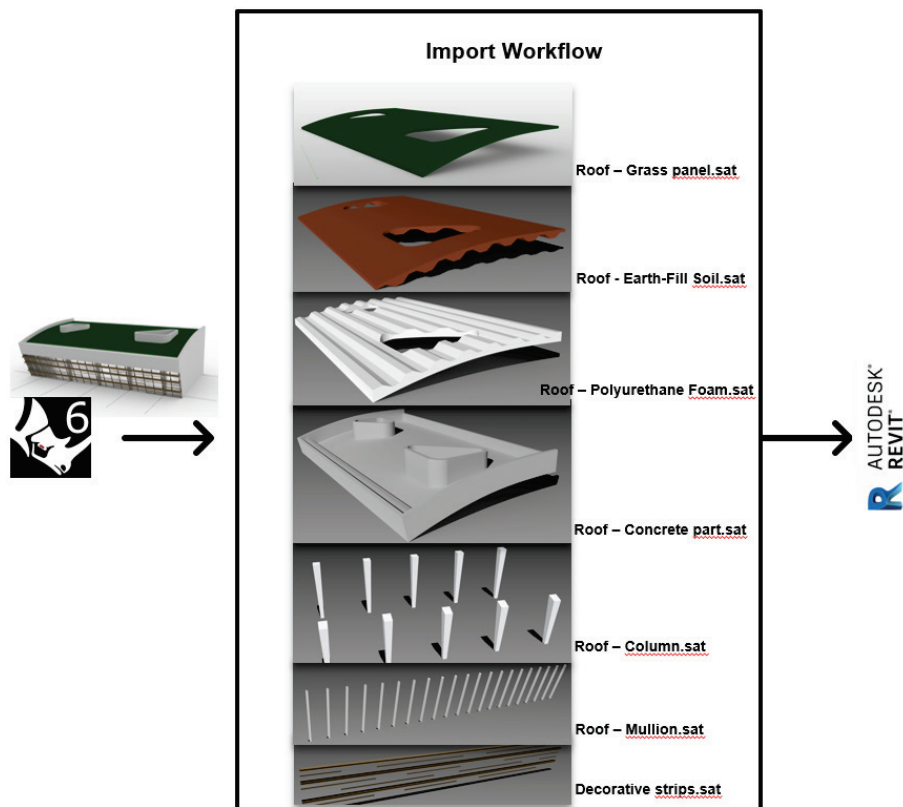 Import Workflow
Roof – Grass panel.sat
Roof - Earth-Fill Soil.sat
Roof – Polyurethane Foam.sat
6
Roof – Concrete part.sat
Roof – Column.sat
Roof – Mullion.sat
Decorative strips.sat
R AUTODESK®
REVIT®